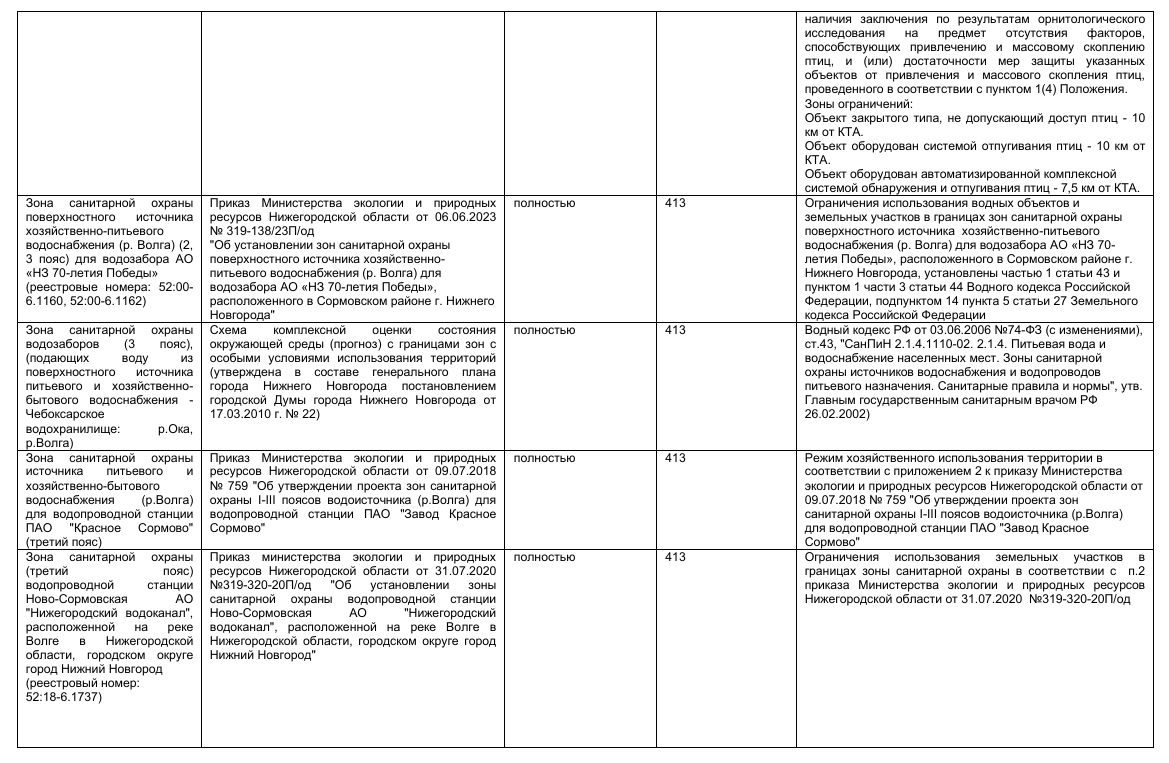 наличия заключения по результатам орнитологического
исследования на предмет отсутствия факторов,
способствующих привлечению и массовому скоплению
птиц, и (или) достаточности мер защиты указанных
объектов от привлечения и массового скопления птиц,
проведенного в соответствии с пунктом 1(4) Положения.
Зоны ограничений:
Объект закрытого типа, не допускающий доступ птиц - 10
км от КТА.
Объект оборудован системой отпугивания птиц - 10 км от
КТА.
Объект оборудован автоматизированной комплексной
системой обнаружения и отпугивания птиц - 7,5 км от КТА.
Зона санитарной охраны
поверхностного источника
хозяйственно-питьевого
водоснабжения (р. Волга) (2,
3 пояс) для водозабора АО
«НЗ 70-летия Победы»
(реестровые номера: 52:00-
6.1160, 52:00-6.1162)
Приказ Министерства экологии и природных
ресурсов Нижегородской области от 06.06.2023
№ 319-138/23П/од
"Об установлении зон санитарной охраны
поверхностного источника хозяйственно-
питьевого водоснабжения (р. Волга) для
водозабора АО «НЗ 70-летия Победы»,
расположенного в Сормовском районе г. Нижнего
Новгорода"
полностью
413
Ограничения использования водных объектов и
земельных участков в границах зон санитарной охраны
поверхностного источника хозяйственно-питьевого
водоснабжения (р. Волга) для водозабора АО «НЗ 70-
летия Победы», расположенного в Сормовском районе г.
Нижнего Новгорода, установлены частью 1 статьи 43 и
пунктом 1 части 3 статьи 44 Водного кодекса Российской
Федерации, подпунктом 14 пункта 5 статьи 27 Земельного
кодекса Российской Федерации
Зона санитарной охраны
водозаборов (3 пояс),
(подающих воду из
поверхностного источника
питьевого и хозяйственно-
бытового водоснабжения -
Чебоксарское
водохранилище: р.Ока,
р.Волга)
Схема комплексной оценки состояния
окружающей среды (прогноз) с границами зон с
особыми условиями использования территорий
(утверждена в составе генерального плана
города Нижнего Новгорода постановлением
городской Думы города Нижнего Новгорода от
17.03.2010 г. № 22)
полностью
413
Водный кодекс РФ от 03.06.2006 №74-ФЗ (с изменениями),
ст.43, "СанПиН 2.1.4.1110-02. 2.1.4. Питьевая вода и
водоснабжение населенных мест. Зоны санитарной
охраны источников водоснабжения и водопроводов
питьевого назначения. Санитарные правила и нормы", утв.
Главным государственным санитарным врачом РФ
26.02.2002)
Зона санитарной охраны
источника питьевого и
хозяйственно-бытового
водоснабжения (р.Волга)
для водопроводной станции
ПАО "Красное Сормово"
(третий пояс)
Приказ Министерства экологии и природных
ресурсов Нижегородской области от 09.07.2018
№ 759 "Об утверждении проекта зон санитарной
охраны I-III поясов водоисточника (р.Волга) для
водопроводной станции ПАО "Завод Красное
Сормово"
полностью
413
Режим хозяйственного использования территории в
соответствии с приложением 2 к приказу Министерства
экологии и природных ресурсов Нижегородской области от
09.07.2018 № 759 "Об утверждении проекта зон
санитарной охраны I-III поясов водоисточника (р.Волга)
для водопроводной станции ПАО "Завод Красное
Сормово"
Зона санитарной охраны
(третий пояс)
водопроводной станции
Ново-Сормовская АО
"Нижегородский водоканал",
расположенной на реке
Волге в Нижегородской
области, городском округе
город Нижний Новгород
(реестровый номер:
52:18-6.1737)
Приказ министерства экологии и природных
ресурсов Нижегородской области от 31.07.2020
№319-320-20П/од "Об установлении зоны
санитарной охраны водопроводной станции
Ново-Сормовская АО "Нижегородский
водоканал", расположенной на реке Волге в
Нижегородской области, городском округе город
Нижний Новгород"
полностью
413
Ограничения использования земельных участков в
границах зоны санитарной охраны в соответствии с п.2
приказа Министерства экологии и природных ресурсов
Нижегородской области от 31.07.2020 №319-320-20П/од